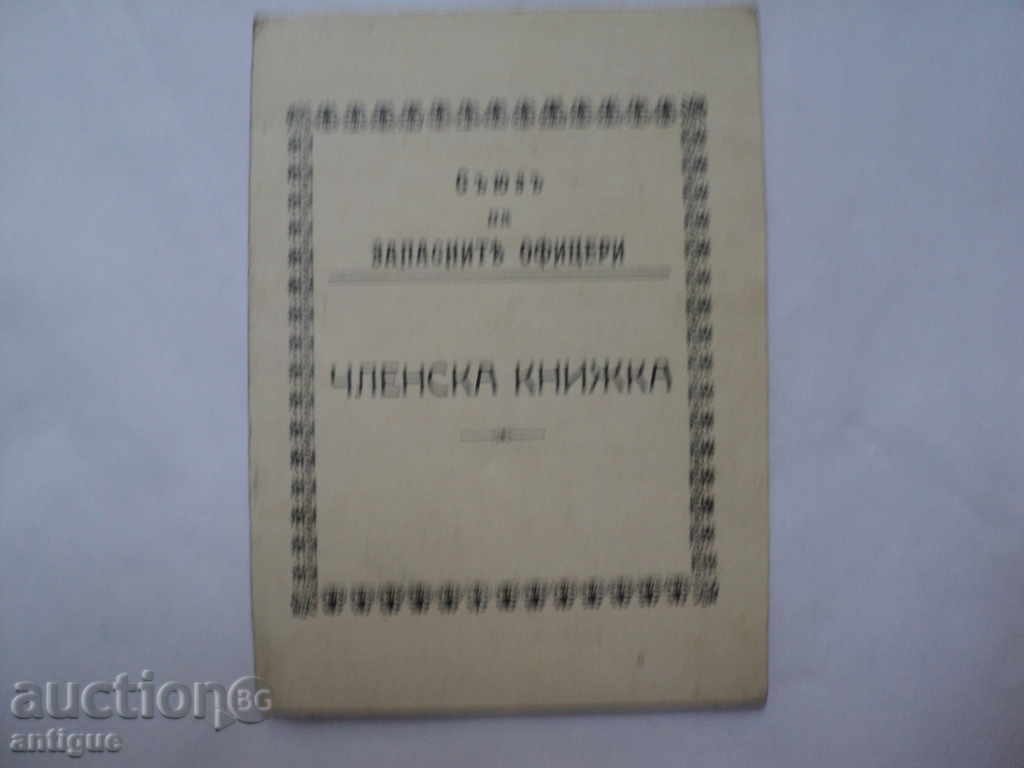 Съюзъ
на
ЗАПАСНИТѢ ОФИЦЕРИ
ЧЛЕНСКА КНИЖКА
auctionBG
antique